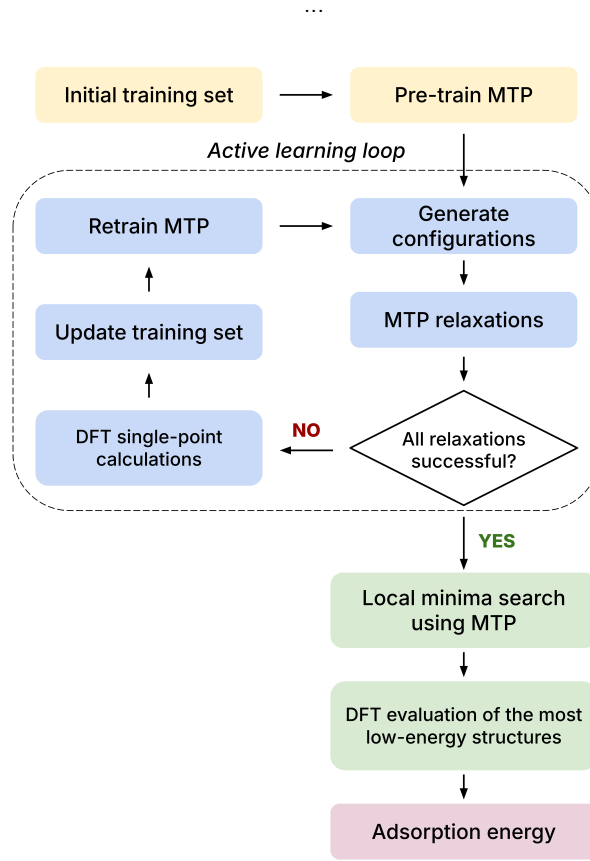 ...
Initial training set
Pre-train MTP
Active learning loop
Retrain MTP
Generate
configurations
Update training set
MTP relaxations
DFT single-point
calculations
NO
All relaxations
successful?
YES
Local minima search
using MTP
DFT evaluation of the most
low-energy structures
Adsorption energy